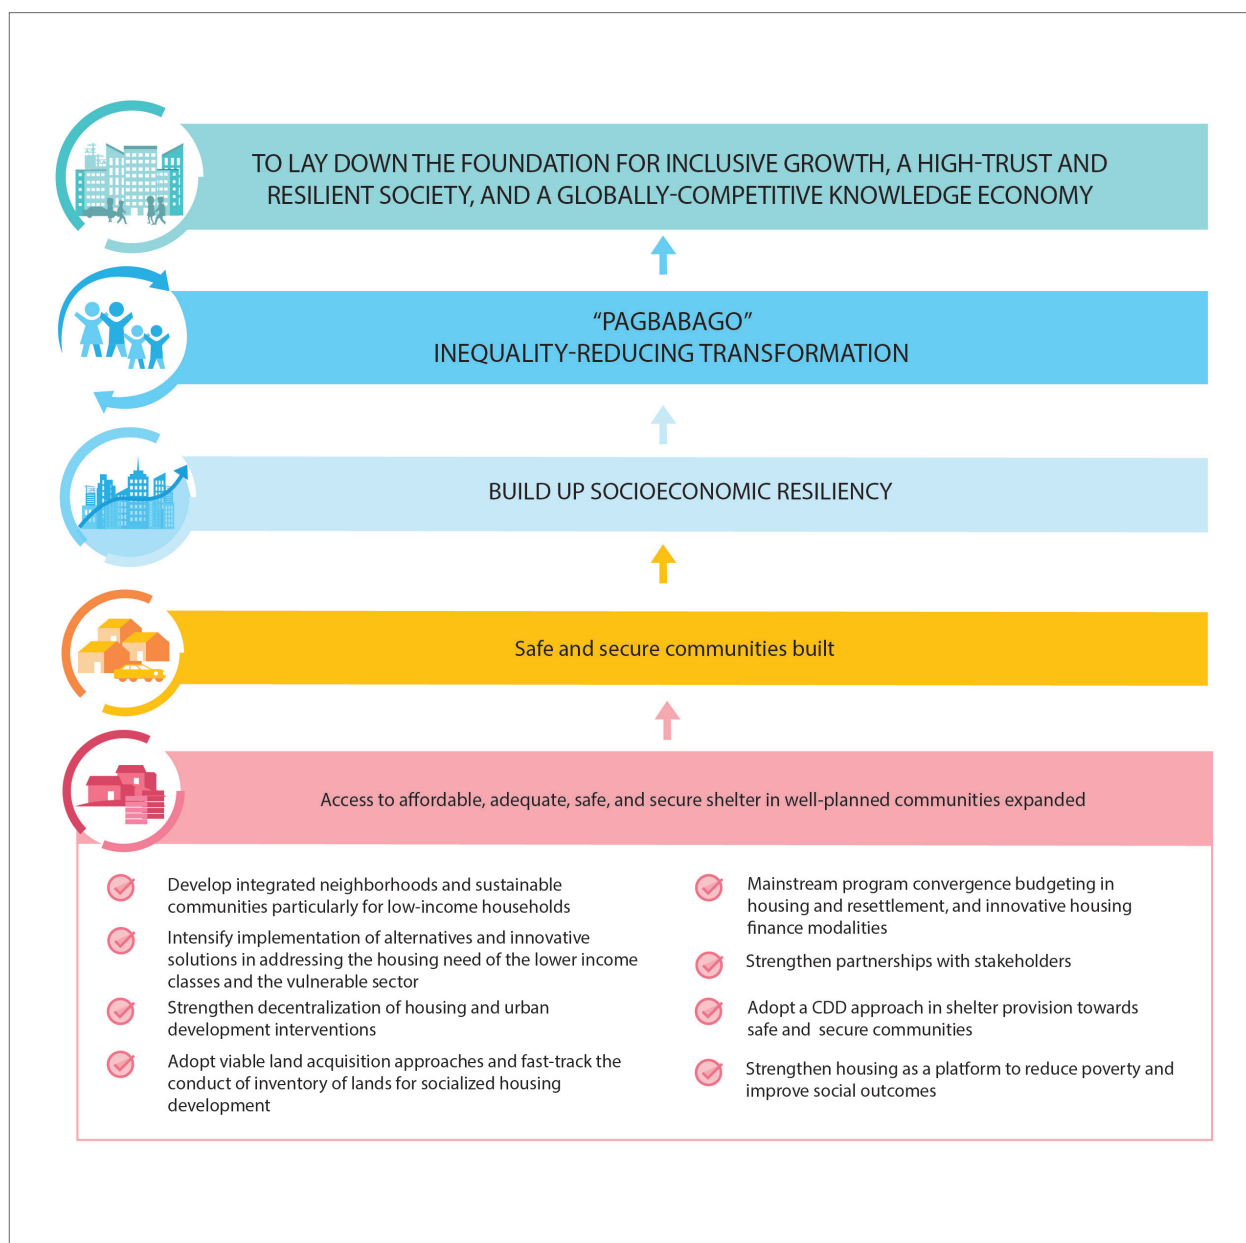 TO LAY DOWN THE FOUNDATION FOR INCLUSIVE GROWTH, A HIGH-TRUST AND
RESILIENT SOCIETY, AND A GLOBALLY-COMPETITIVE KNOWLEDGE ECONOMY
“PAGBABAGO”
INEQUALITY-REDUCING TRANSFORMATION
BUILD UP SOCIOECONOMIC RESILIENCY
Safe and secure communities built
Access to affordable, adequate, safe, and secure shelter in well-planned communities expanded
Develop integrated neighborhoods and sustainable
communities particularly for low-income households
Intensify implementation of alternatives and innovative
solutions in addressing the housing need of the lower income
classes and the vulnerable sector
Strengthen decentralization of housing and urban
development interventions
Adopt viable land acquisition approaches and fast-track the
conduct of inventory of lands for socialized housing
development
Mainstream program convergence budgeting in
housing and resettlement, and innovative housing
finance modalities
Strengthen partnerships with stakeholders
Adopt a CDD approach in shelter provision towards
safe and secure communities
Strengthen housing as a platform to reduce poverty and
improve social outcomes